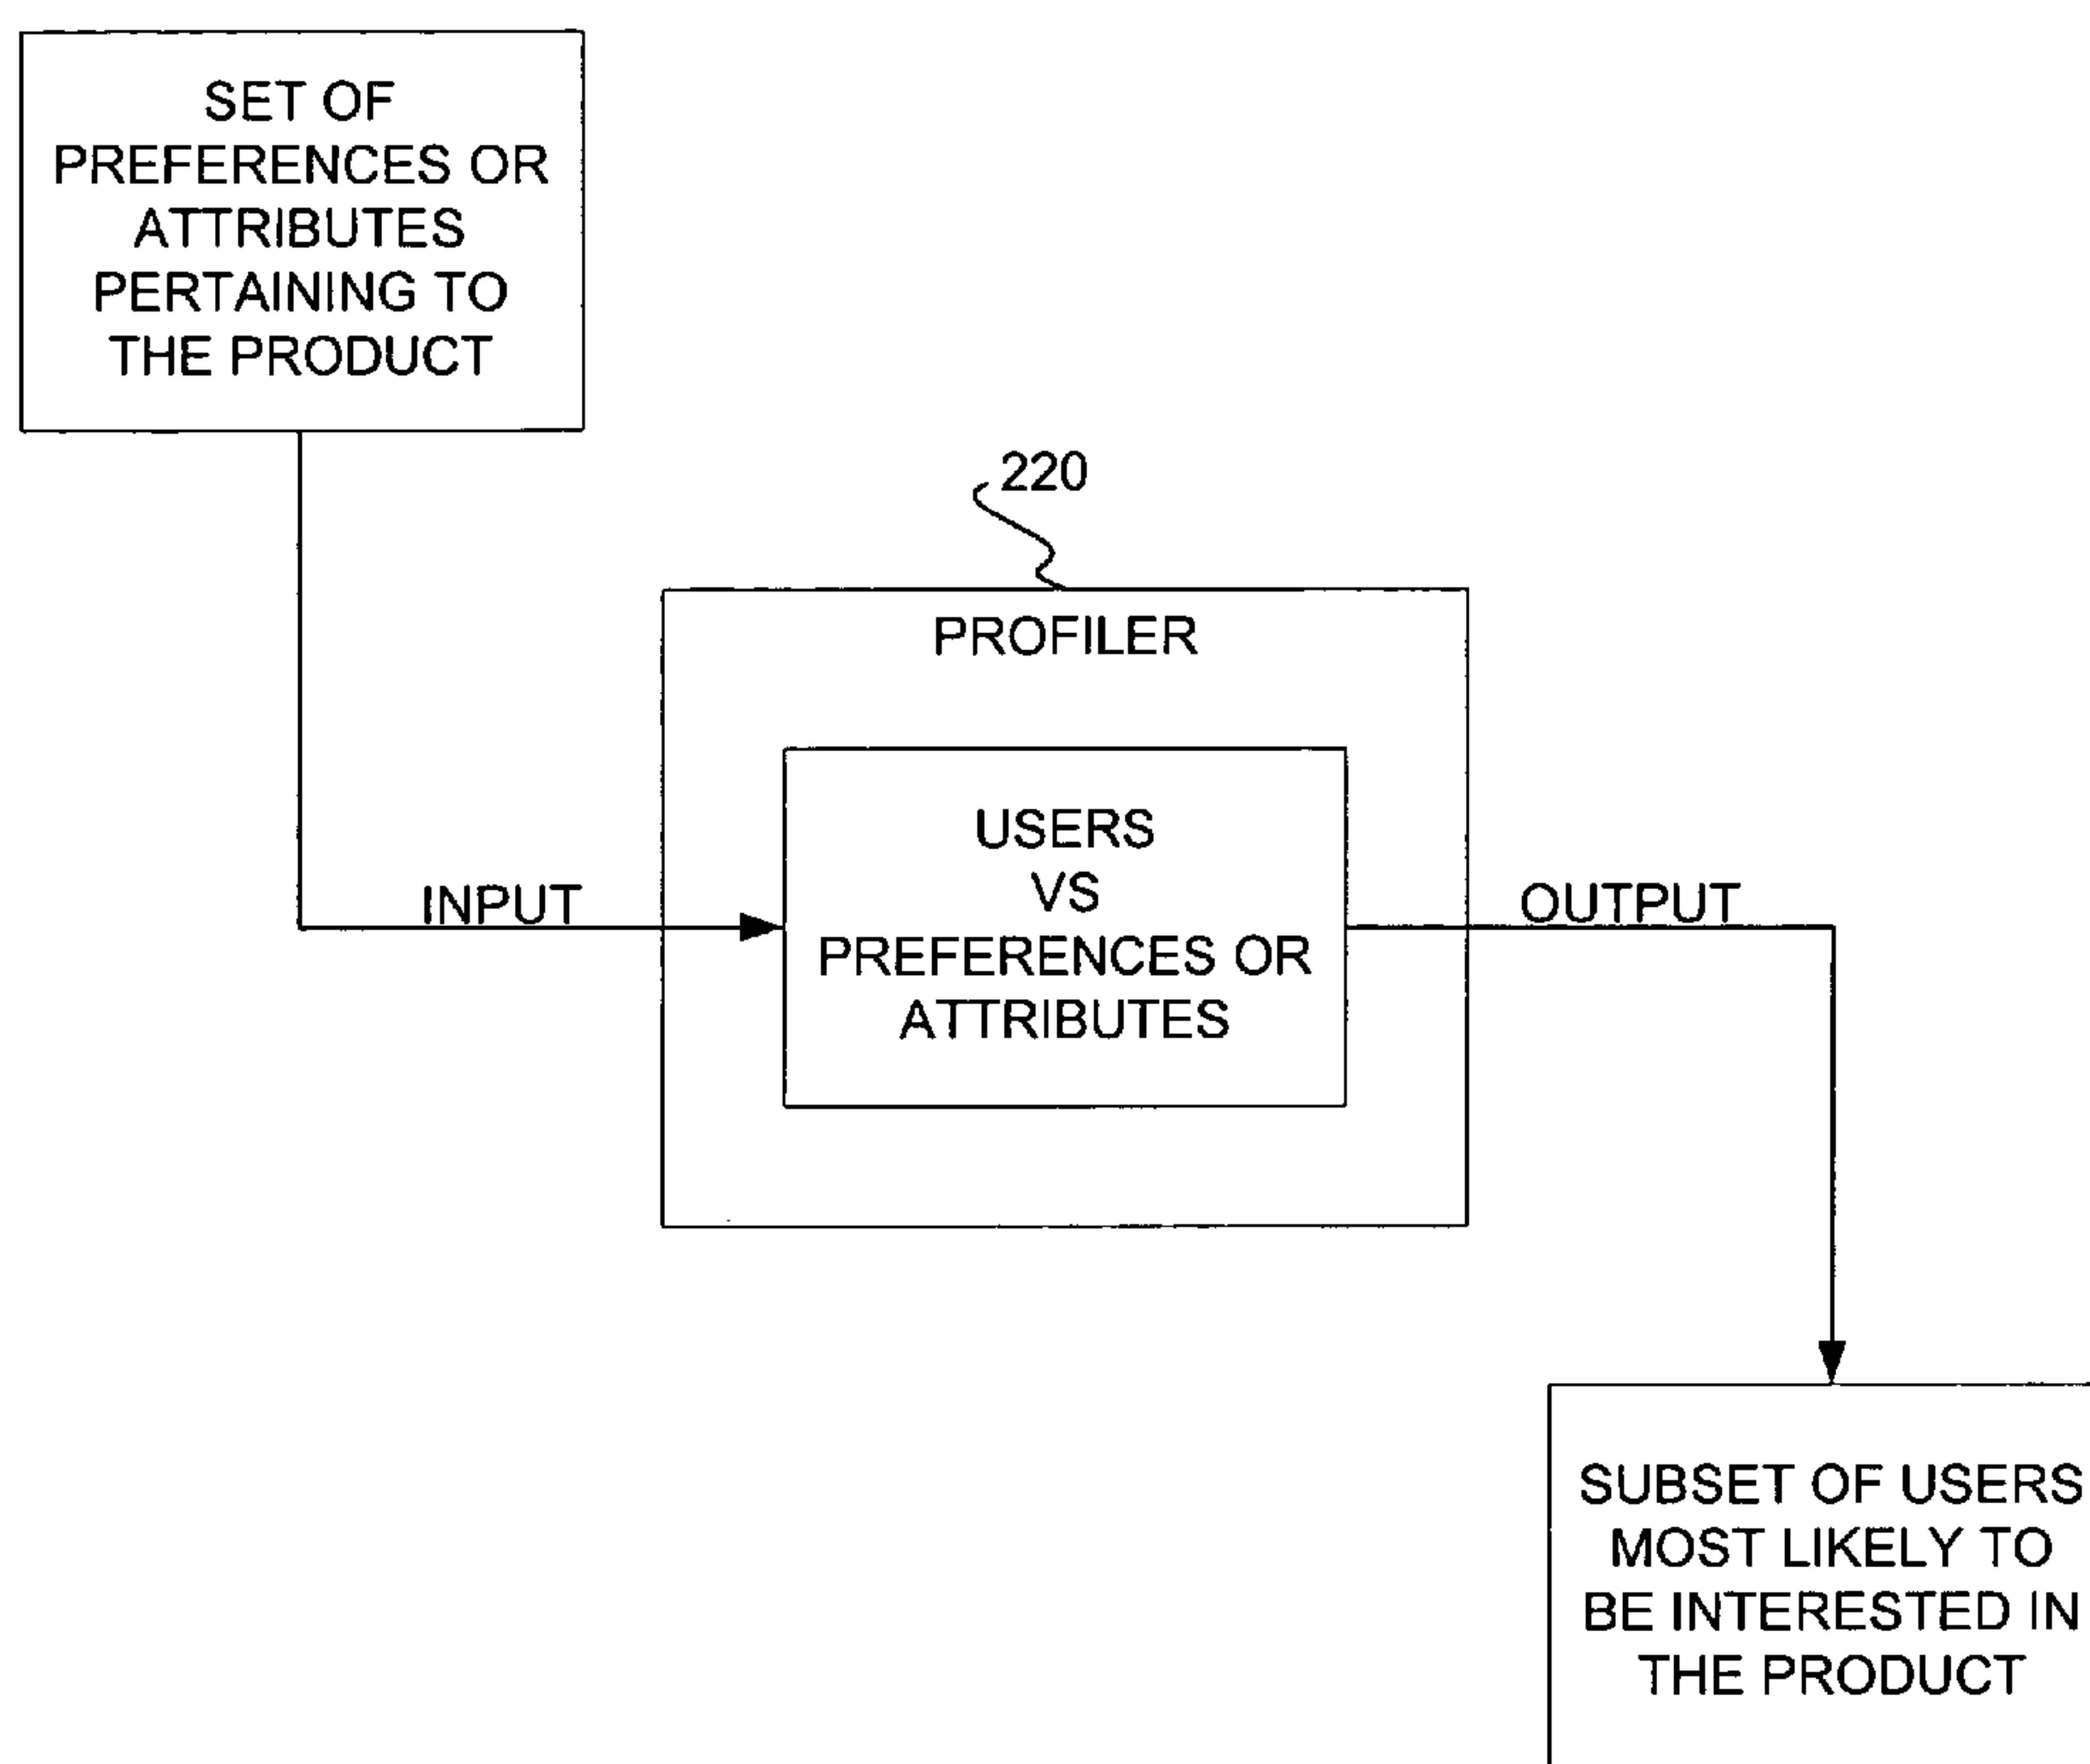 SET OF
PREFERENCES OR
ATTRIBUTES
PERTAINING TO
THE PRODUCT
220
PROFILER
USERS
VS
PREFERENCES OR
ATTRIBUTES
INPUT
OUTPUT
SUBSET OF USERS
MOST LIKELY TO
BE INTERESTED IN
THE PRODUCT